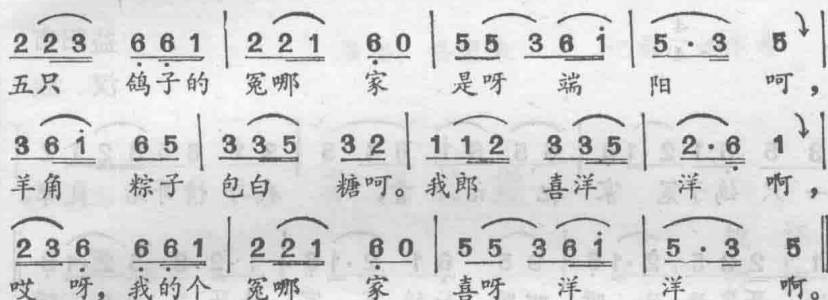 2 2 3 6 6 1 | 2 2 1 6 0 | 5 5 3 6 i | 5 · 3 5 |
五只 鸽子的 冤哪 家 是呀 端 阳 呵,
3 6 i 6 5 | 3 3 5 3 2 | 1 1 2 3 3 5 | 2 · 6 1 |
羊角 粽子 包白 糖呵。我郎 喜洋 洋 啊,
2 3 6 6 6 1 | 2 2 1 6 0 | 5 5 3 6 i | 5 · 3 5 ‖
哎 呀, 我的个 冤哪 家 喜呀 洋 洋 啊。